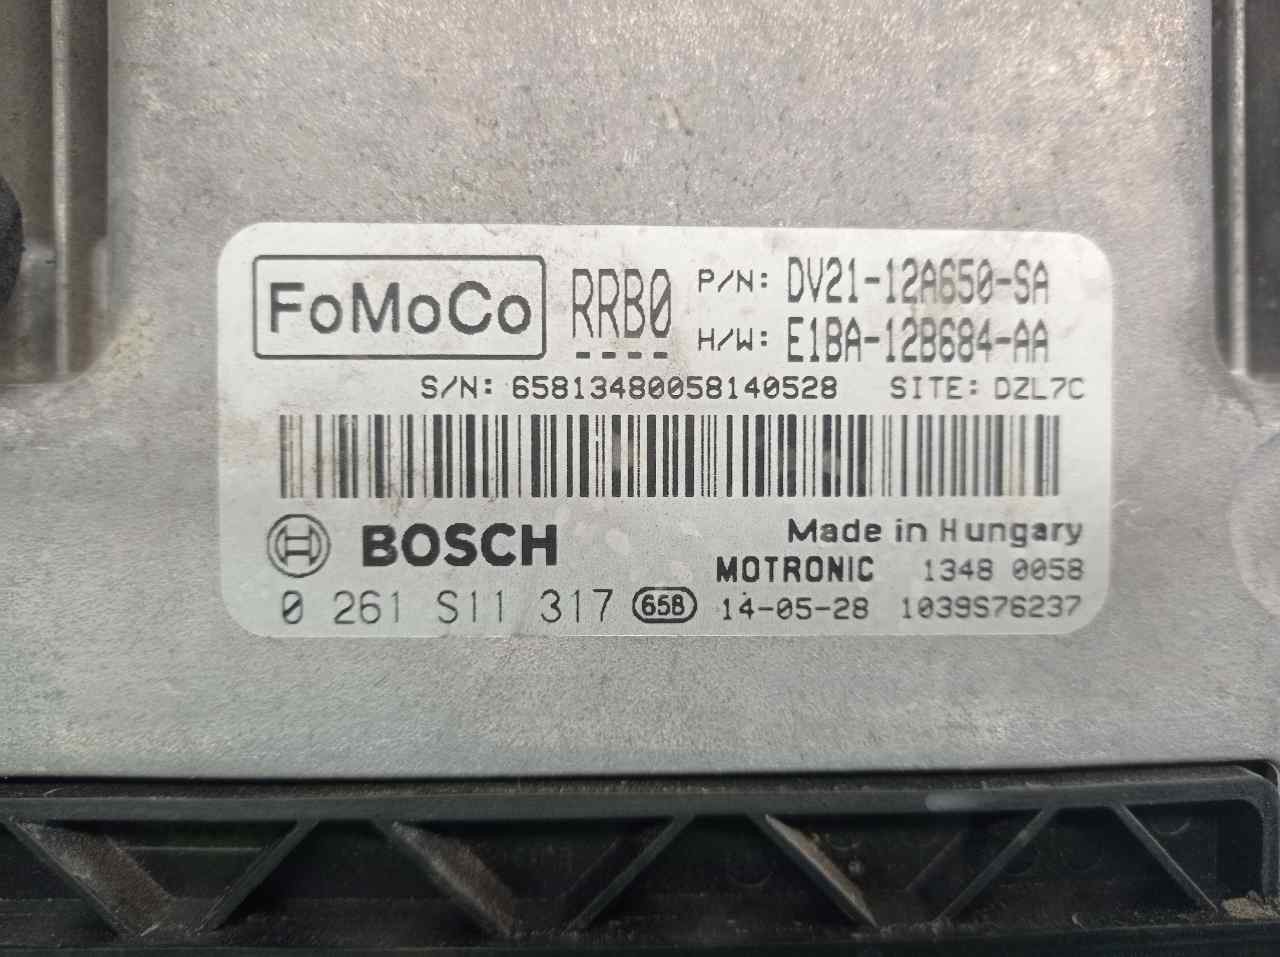 FoMoCo RRB0 P/N: DV21-12A650-SA
H/W: E1BA-12B684-AA
S/N: 65813480058140528 SITE: DZL7C
BOSCH Made in Hungary
MOTRONIC 1348 0058
0 261 S11 317 658 14-05-28 1039S76237